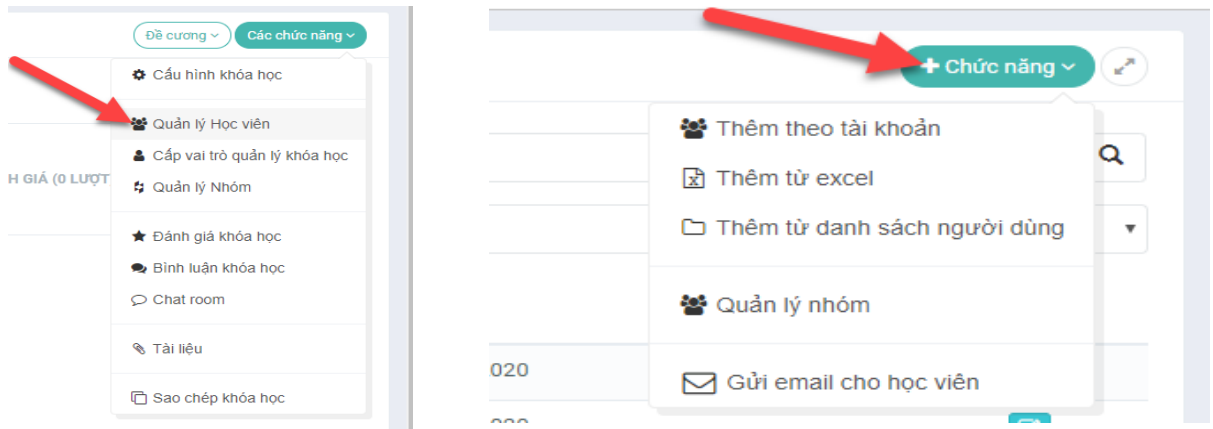 Đề cương
Các chức năng
Cấu hình khóa học
Quản lý Học viên
Cấp vai trò quản lý khóa học
H GIÁ (0 LƯỢT
Quản lý Nhóm
Đánh giá khóa học
Bình luận khóa học
Chat room
Tài liệu
Sao chép khóa học
+ Chức năng
Thêm theo tài khoản
Thêm từ excel
Thêm từ danh sách người dùng
Quản lý nhóm
020
Gửi email cho học viên